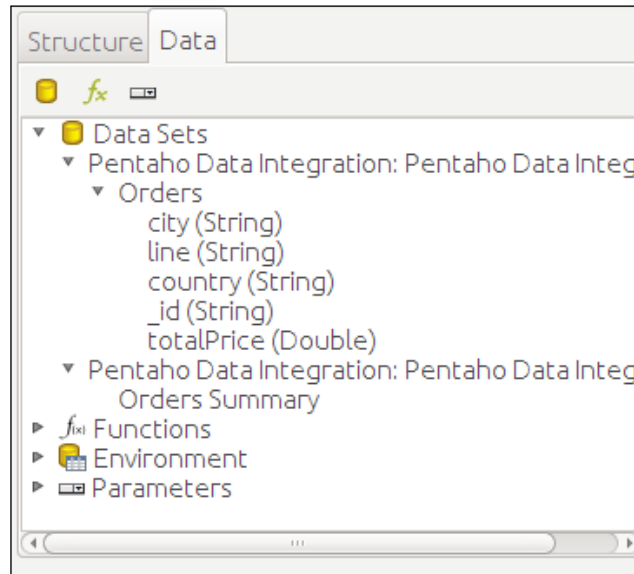 Structure Data
fx
Data Sets
Pentaho Data Integration: Pentaho Data Integ
Orders
city (String)
line (String)
country (String)
_id (String)
totalPrice (Double)
Pentaho Data Integration: Pentaho Data Integ
Orders Summary
f(x) Functions
Environment
Parameters